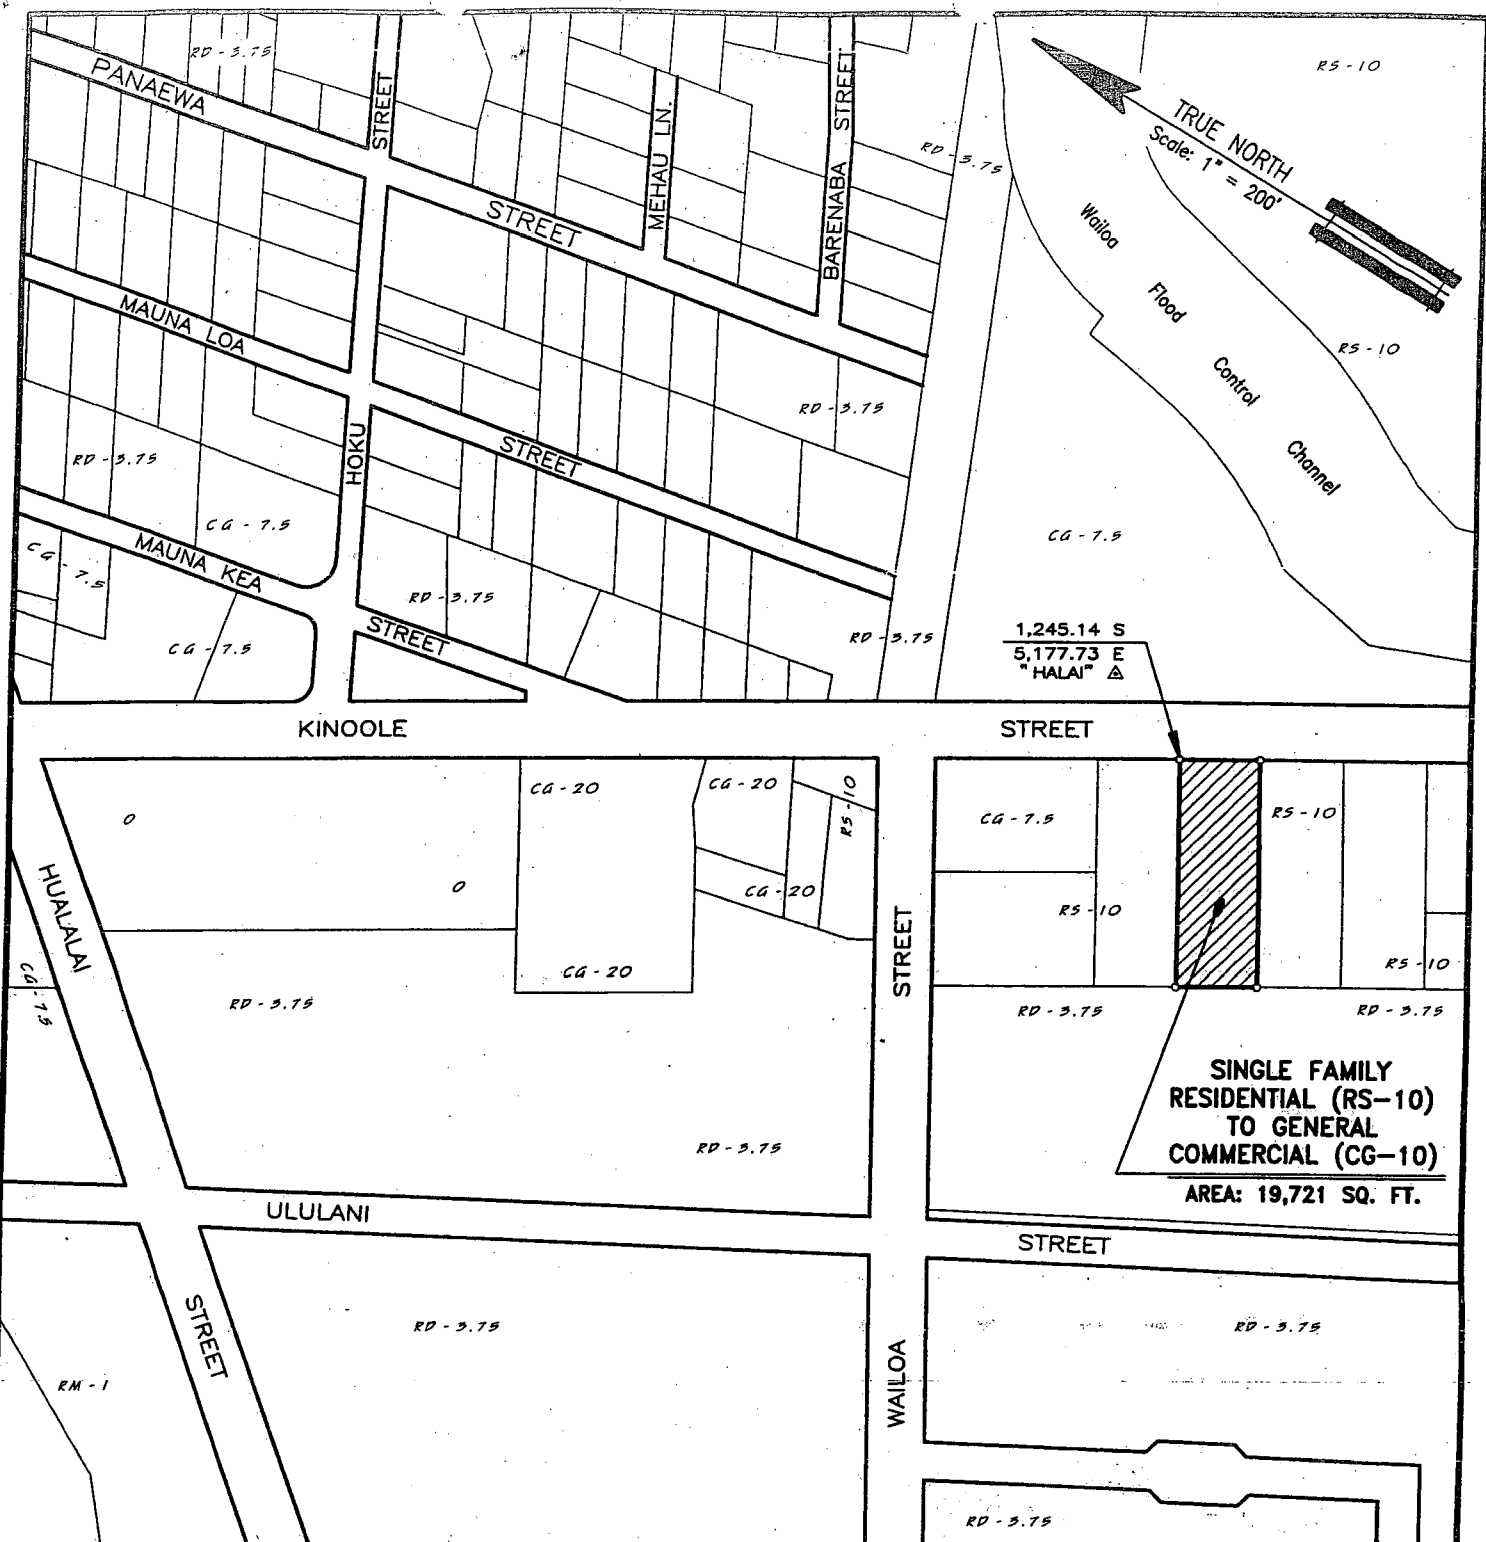 RD-3.75
RS-10
PANAEWA
STREET
MEHAU LN.
BARENABA STREET
TRUE NORTH
Scale: 1" = 200'
RD-3.75
STREET
Wailoa
Flood
Control
Channel
MAUNA LOA
RS-10
RD-3.75
HOKU
STREET
RD-3.75
CG-7.5
CG-7.5
CG-7.5
MAUNA KEA
RD-3.75
STREET
CG-7.5
RD-3.75
1,245.14 S
5,177.73 E
"HALAI"
KINOOLE
STREET
O
CG-20
CG-20
RS-10
CG-7.5
RS-10
O
CG-20
RS-10
HUALALAI
STREET
CG-20
RS-10
CG-7.5
RD-3.75
RD-3.75
RD-3.75
SINGLE FAMILY
RESIDENTIAL (RS-10)
TO GENERAL
COMMERCIAL (CG-10)
AREA: 19,721 SQ. FT.
RD-3.75
ULULANI
STREET
STREET
RD-3.75
RD-3.75
WAILOA
RM-1
RD-3.75